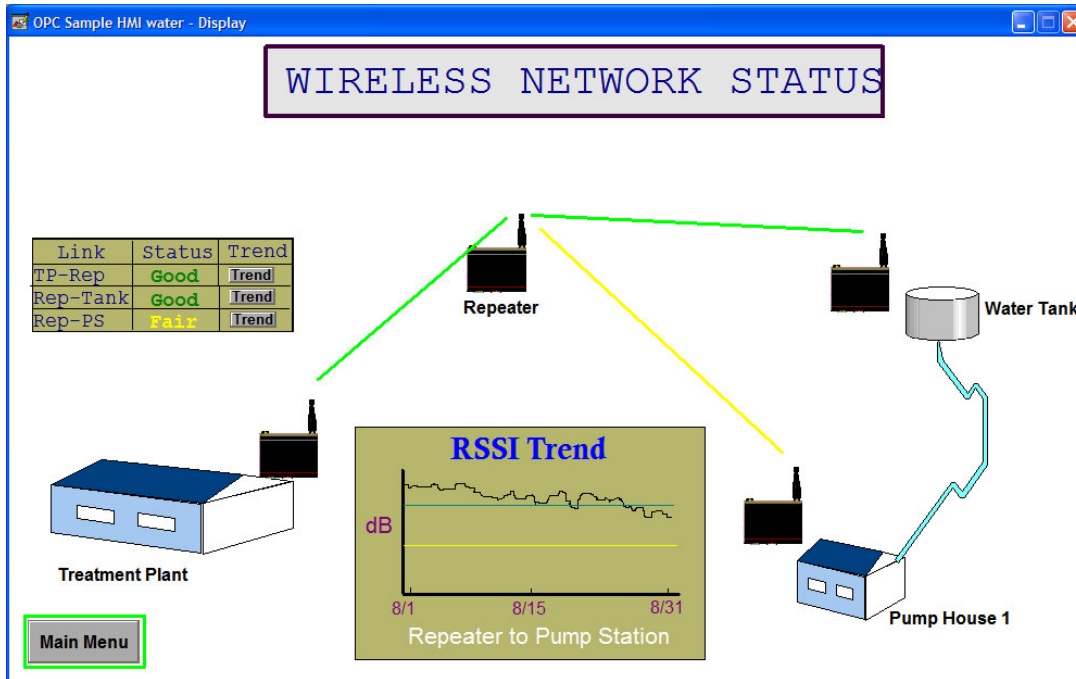 OPC Sample HMI water - Display
WIRELESS NETWORK STATUS
Link Status Trend
TP-Rep Good Trend
Rep-Tank Good Trend
Rep-PS Fair Trend
Repeater
Water Tank
Treatment Plant
RSSI Trend
dB
8/1 8/15 8/31
Repeater to Pump Station
Pump House 1
Main Menu